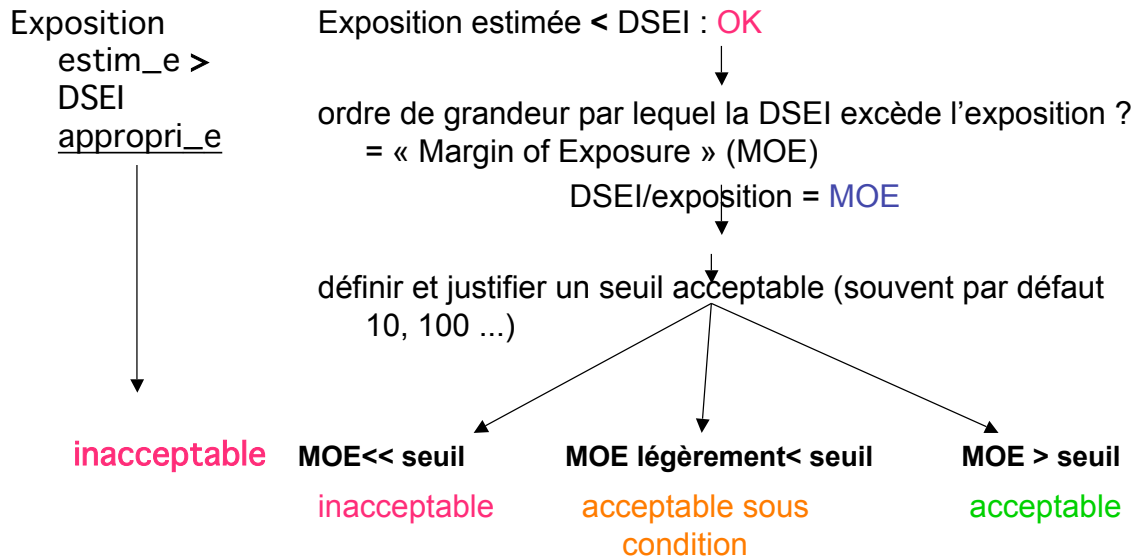 Exposition
estim_e >
DSEI
appropri_e
inacceptable
Exposition estimée < DSEI : OK
ordre de grandeur par lequel la DSEI excède l’exposition ?
= « Margin of Exposure » (MOE)
DSEI/exposition = MOE
définir et justifier un seuil acceptable (souvent par défaut
10, 100 ...)
MOE<< seuil
inacceptable
MOE légèrement< seuil
acceptable sous
condition
MOE > seuil
acceptable